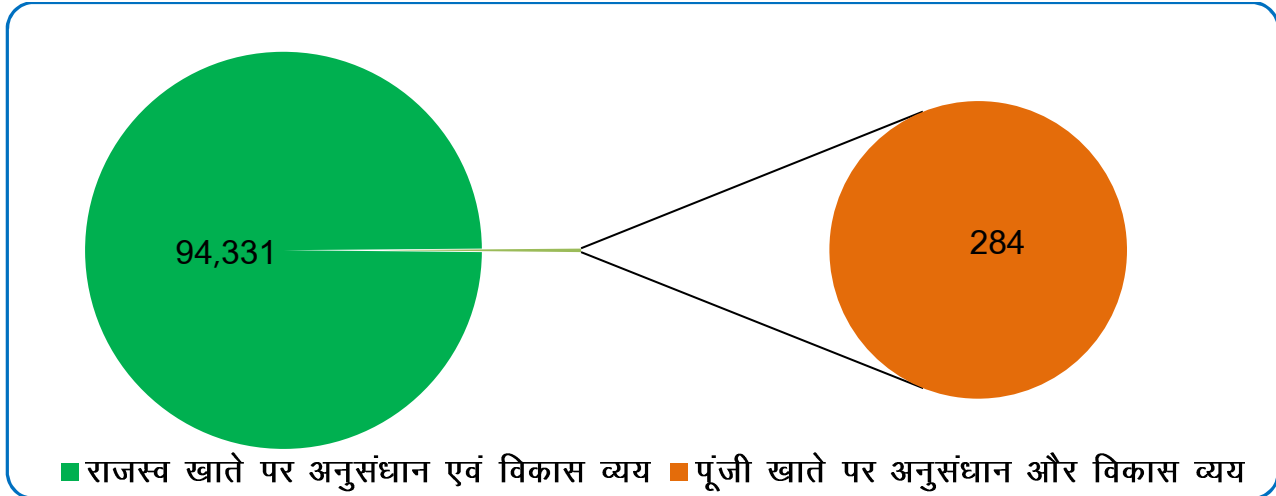 94,331
284
राजस्व खाते पर अनुसंधान एवं विकास व्यय
पूंजी खाते पर अनुसंधान और विकास व्यय